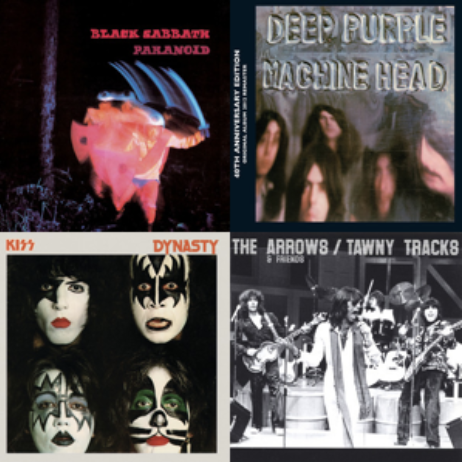 BLACK SABBATH
PARANOID
40TH ANNIVERSARY EDITION
ORIGINAL ALBUM 2012 REMASTER
DEEP PURPLE
MACHINE HEAD
KISS
DYNASTY
THE ARROWS / TAWNY TRACKS
& FRIENDS